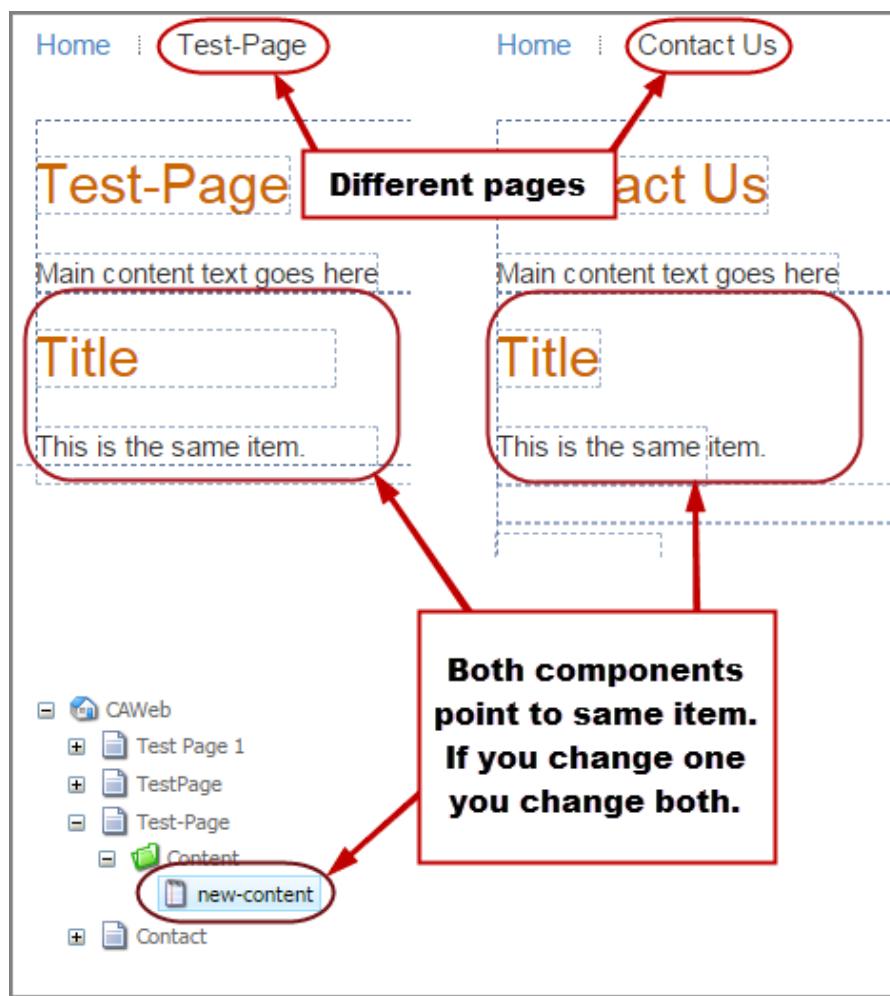 Home Test-Page
Home Contact Us
Different pages
Test-Page
act Us
Main content text goes here
Main content text goes here
Title
Title
This is the same item.
This is the same item.
Both components
point to same item.
If you change one
you change both.
CAWeb
Test Page 1
TestPage
Test-Page
Content
new-content
Contact